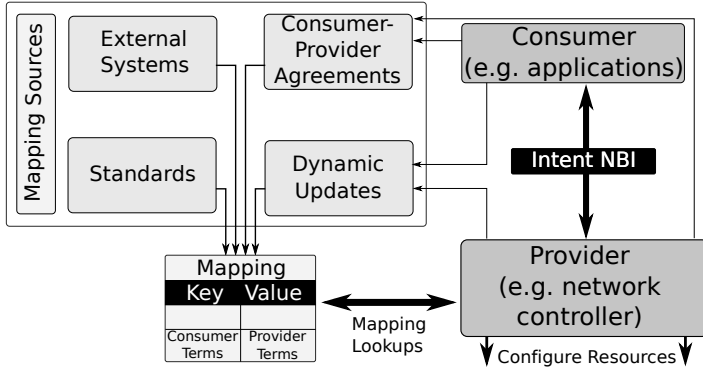 Mapping Sources
External
Systems
Consumer-
Provider
Agreements
Standards
Dynamic
Updates
Consumer
(e.g. applications)
Intent NBI
Provider
(e.g. network
controller)
Mapping
Key Value
Consumer
Terms
Provider
Terms
Mapping
Lookups
Configure Resources